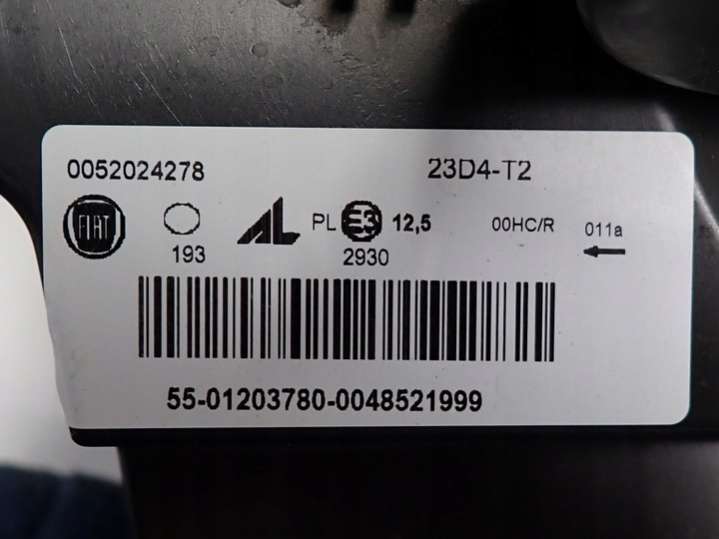 0052024278 23D4-T2
FIAT 193 AL PL E3 2930 12,5 00HC/R 011a
55-01203780-0048521999